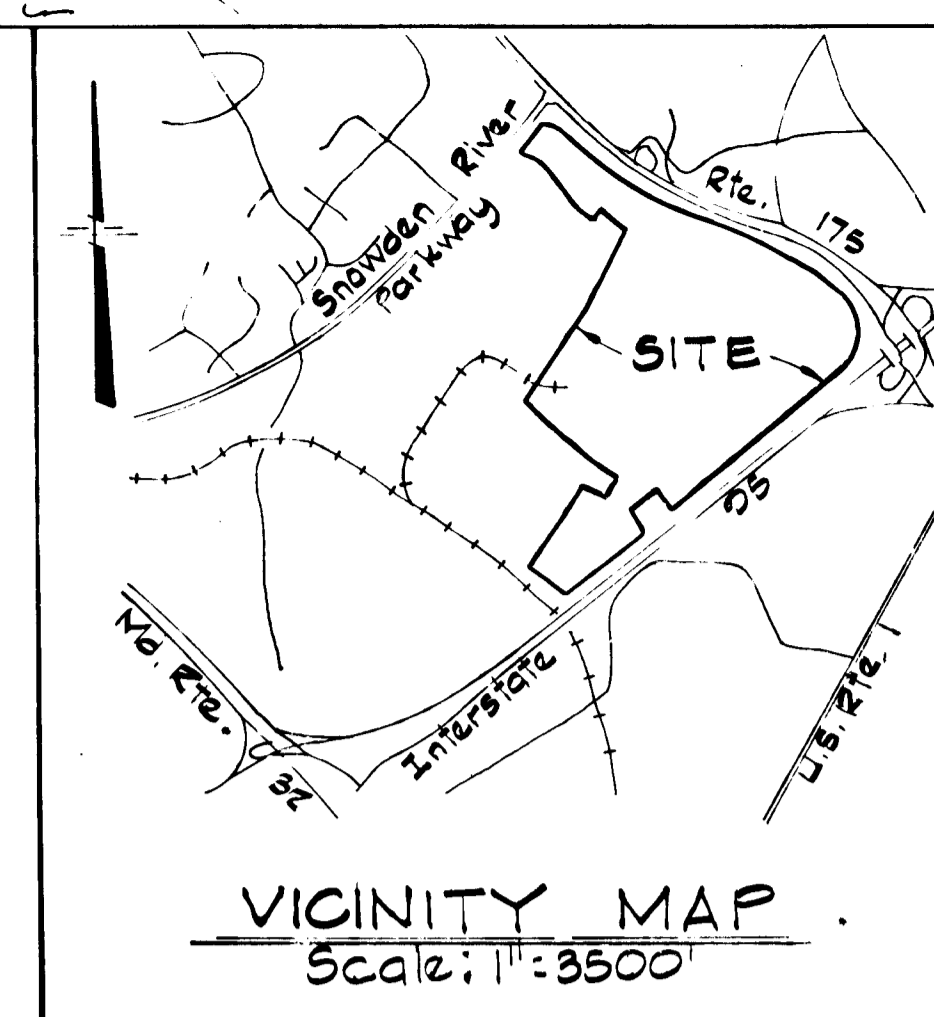 Snowden River
Parkway
Rte. 175
SITE
95
Interstate
Md. Rte.
32
U.S. Rte. 1
VICINITY MAP
Scale: 1"=3500'